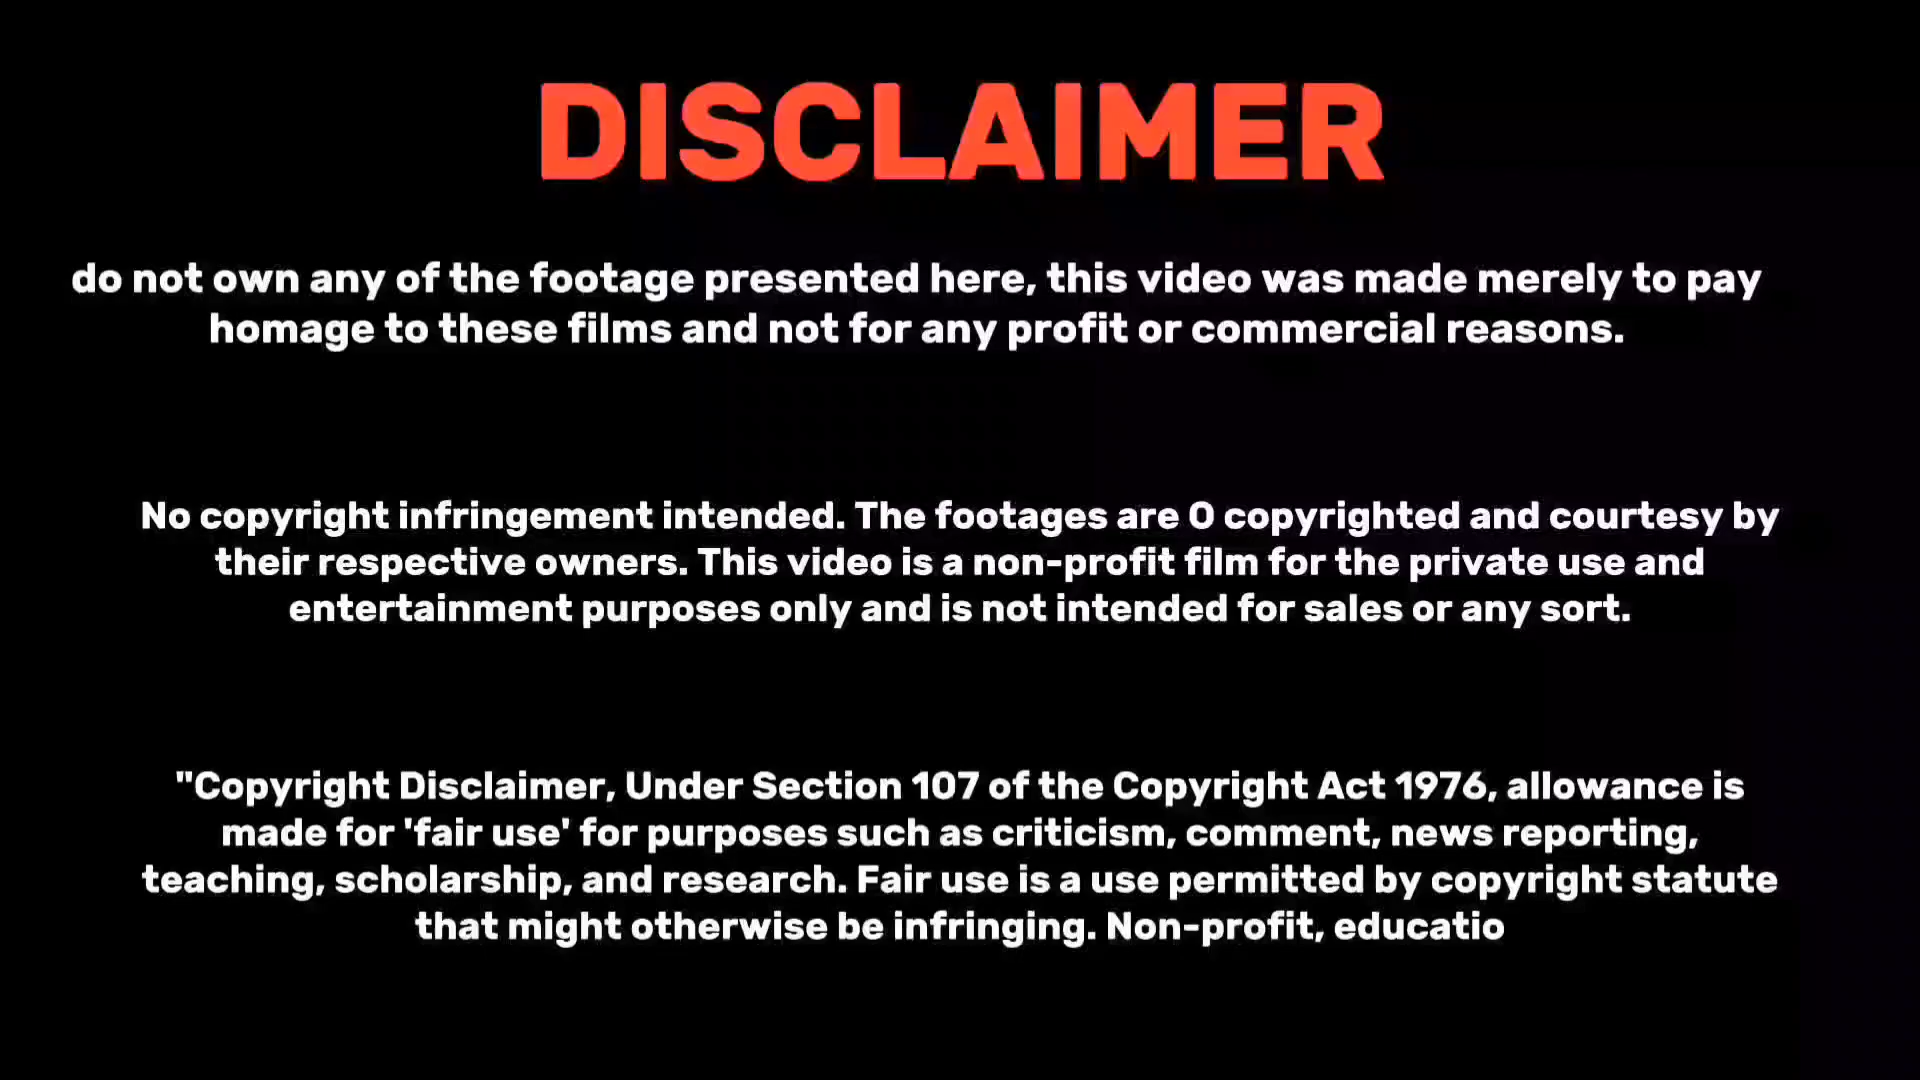 DISCLAIMER
do not own any of the footage presented here, this video was made merely to pay
homage to these films and not for any profit or commercial reasons.
No copyright infringement intended. The footages are O copyrighted and courtesy by
their respective owners. This video is a non-profit film for the private use and
entertainment purposes only and is not intended for sales or any sort.
"Copyright Disclaimer, Under Section 107 of the Copyright Act 1976, allowance is
made for 'fair use' for purposes such as criticism, comment, news reporting,
teaching, scholarship, and research. Fair use is a use permitted by copyright statute
that might otherwise be infringing. Non-profit, educatio